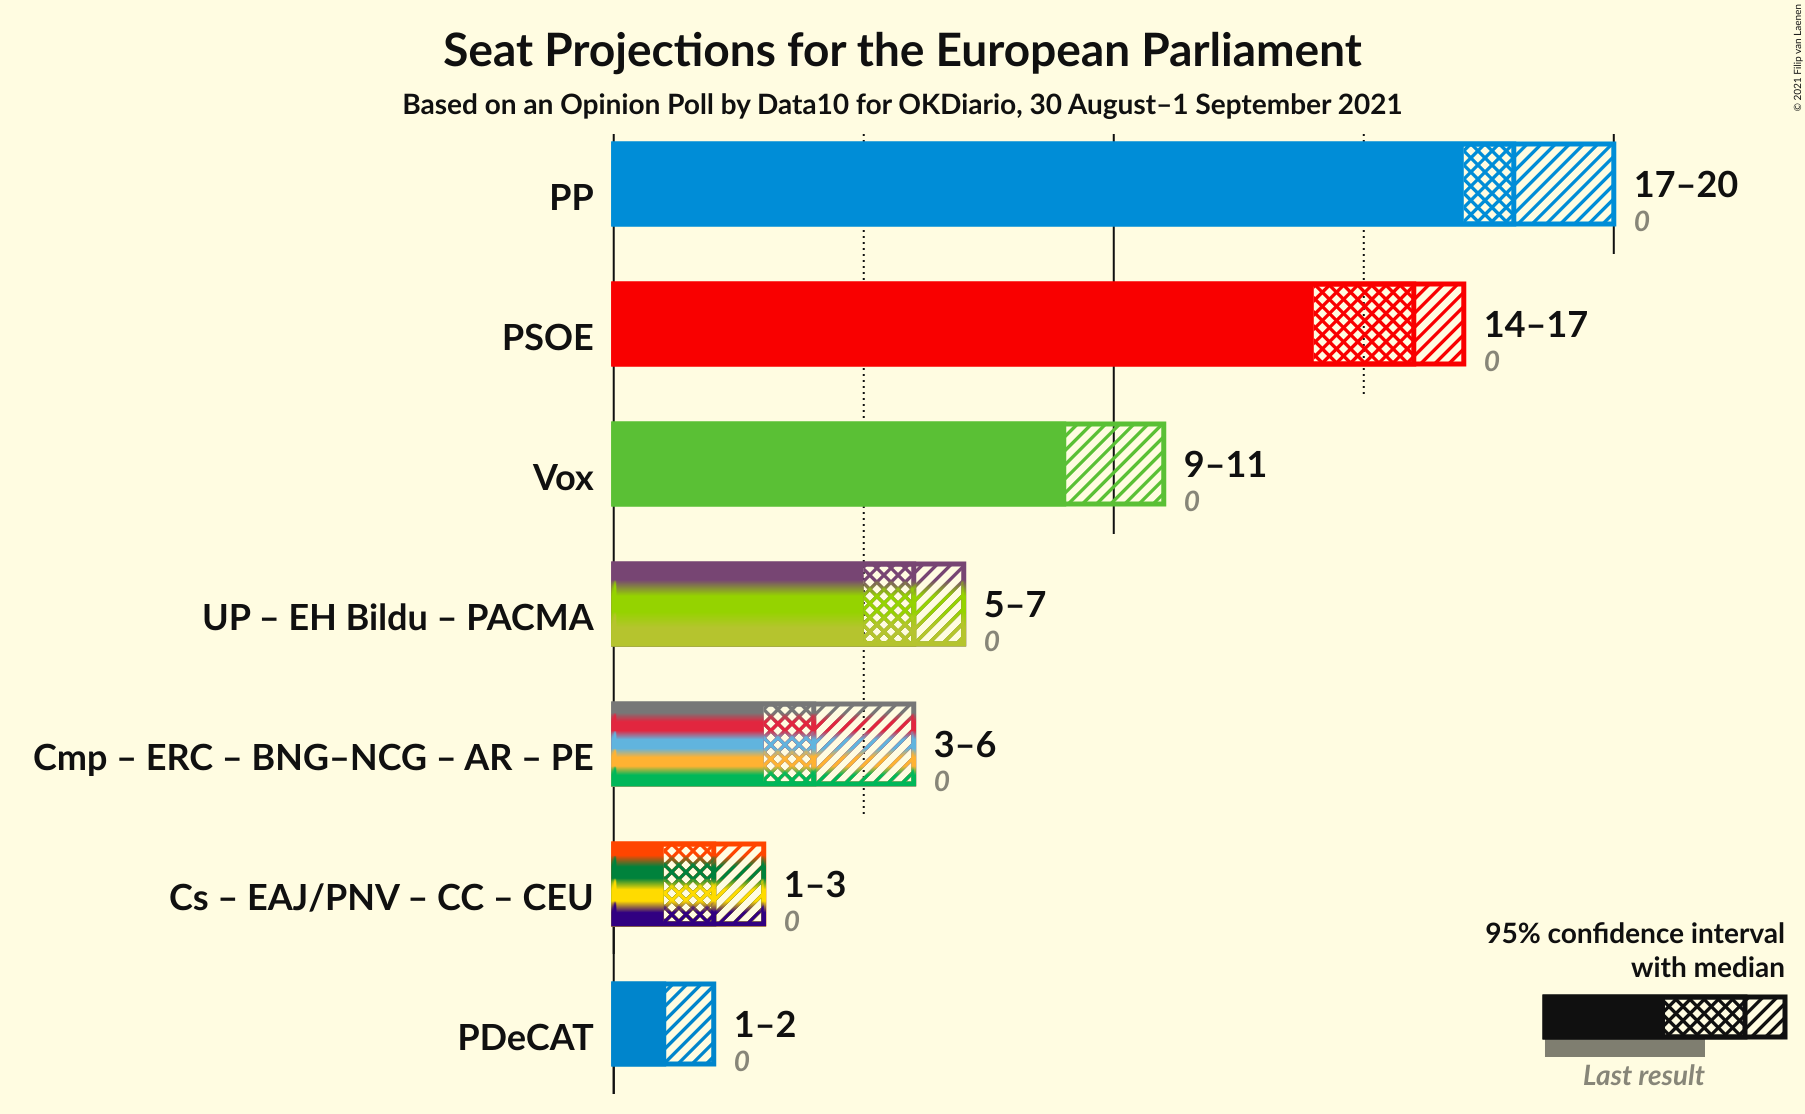 Seat Projections for the European Parliament
Based on an Opinion Poll by Data10 for OKDiario, 30 August–1 September 2021
© 2021 Filip van Laenen
PP
17–20
0
PSOE
14–17
0
Vox
9–11
0
UP – EH Bildu – PACMA
5–7
0
Cmp – ERC – BNG–NCG – AR – PE
3–6
0
Cs – EAJ/PNV – CC – CEU
1–3
0
PDeCAT
1–2
0
95% confidence interval
with median
Last result